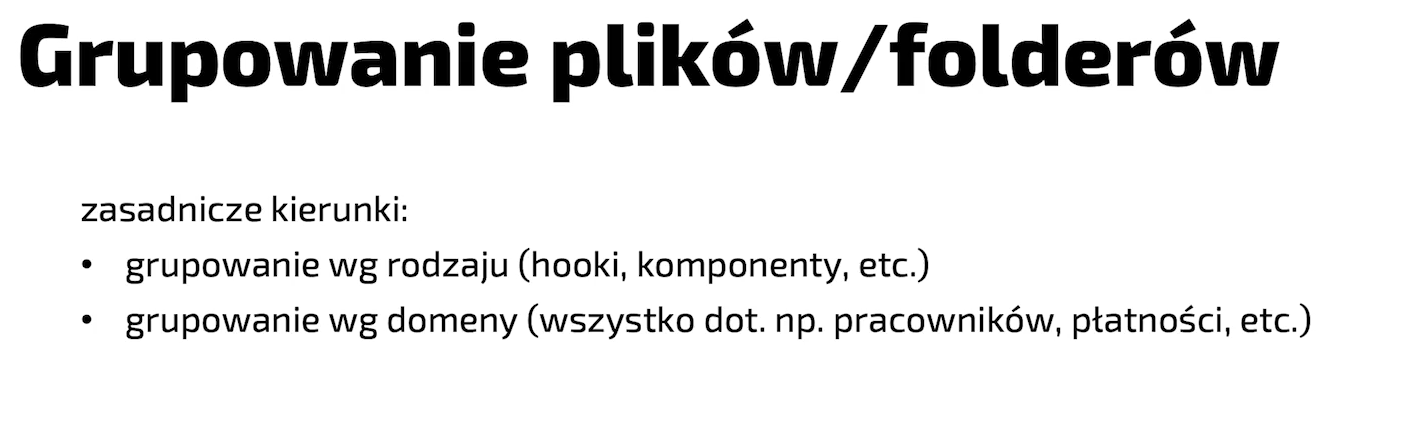 Grupowanie plików/folderów
zasadnicze kierunki:
• grupowanie wg rodzaju (hooki, komponenty, etc.)
• grupowanie wg domeny (wszystko dot. np. pracowników, płatności, etc.)